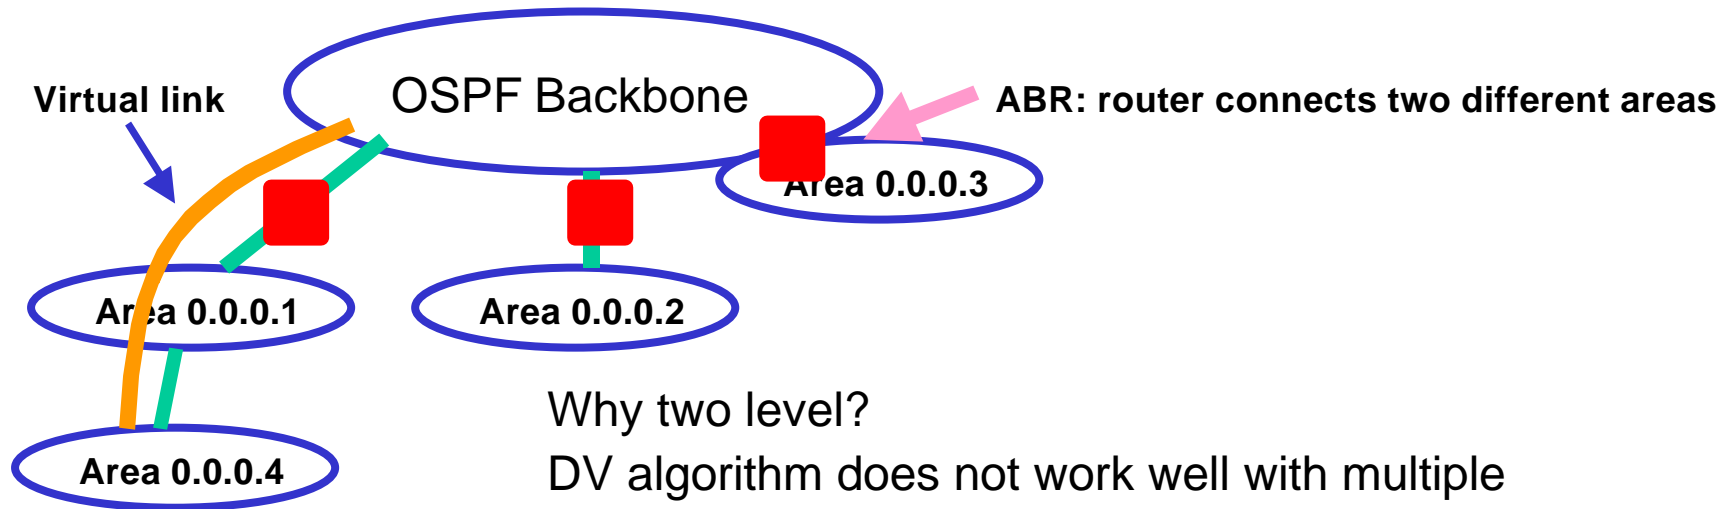 OSPF Backbone
Virtual link
ABR: router connects two different areas
Area 0.0.0.3
Area 0.0.0.1
Area 0.0.0.2
Why two level?
Area 0.0.0.4
DV algorithm does not work well with multiple